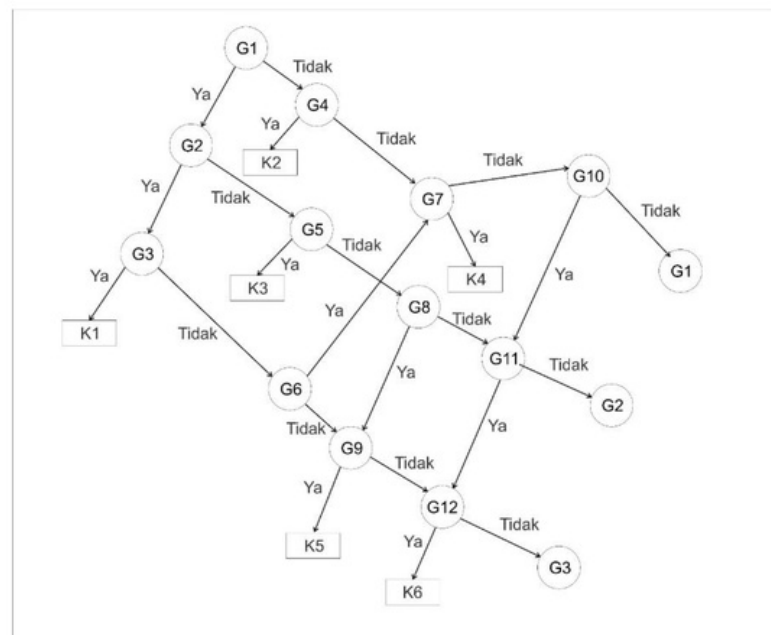 G1
Tidak
Ya
G4
Ya
Tidak
G2
K2
Tidak
G10
Ya
Tidak
G7
Tidak
G5
Tidak
Ya
G3
Ya
G1
Ya
K3
K4
Ya
Ya
G8
Tidak
K1
Tidak
G11
Tidak
Ya
G6
G2
Tidak
Ya
G9
Tidak
Ya
G12
Tidak
K5
Ya
G3
K6